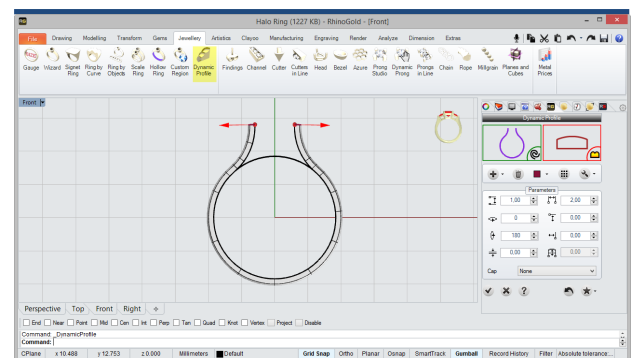 Halo Ring (1227 KB) - RhinoGold - [Front]
File Drawing Modelling Transform Gems Jewellery Artistics Clayoo Manufacturing Engraving Render Analyze Dimension Extras
Gauge Wizard Signet Ring Ring by Curve Ring by Objects Scale Ring Hollow Ring Custom Region Dynamic Profile Findings Channel Cutter Cutters in Line Head Bezel Azure Prong Studio Dynamic Prong Prongs in Line Chain Rope Millgrain Planes and Cubes Metal Prices
Front
Dynamic Profile
Parameters
1,00 2,00
0 0,00
180 0,00
0,00 0,00
Cap None
Perspective Top Front Right
End Near Point Mid Cen Int Perp Tan Quad Knot Vertex Project Disable
Command: _DynamicProfile
Command:
CPlane x 10.488 y 12.753 z 0.000 Millimeters Default Grid Snap Ortho Planar Osnap SmartTrack Gumball Record History Filter Absolute tolerance:...